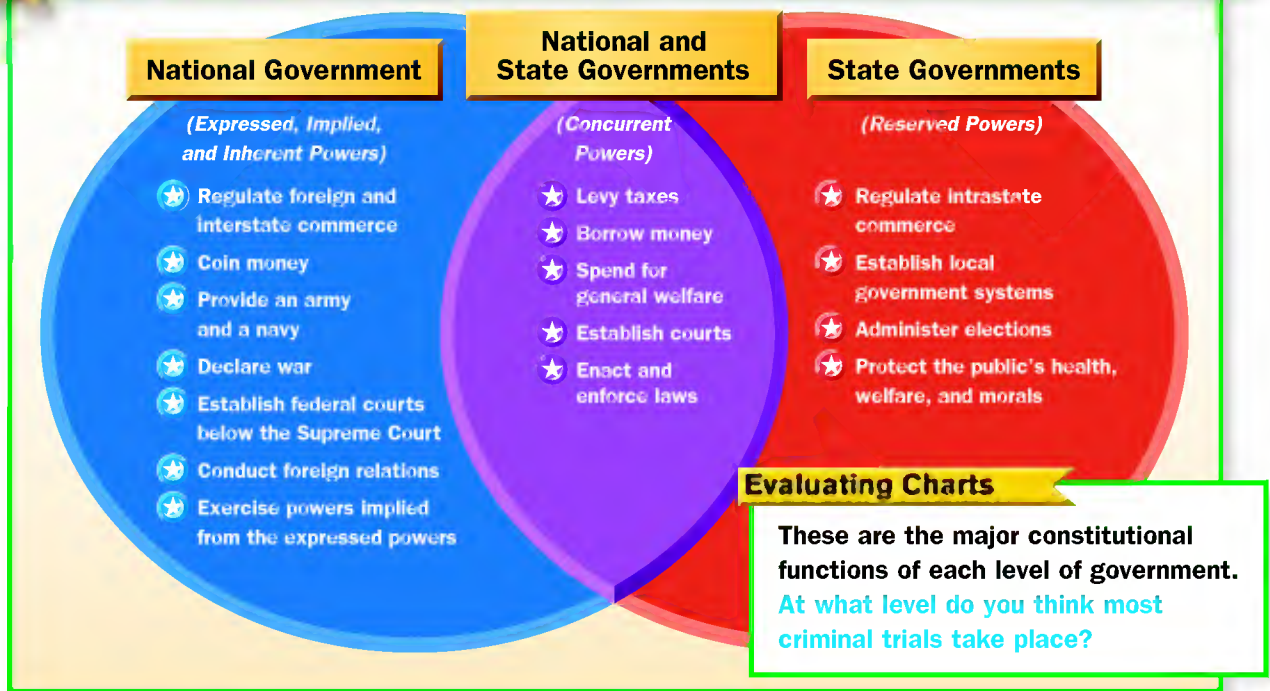 National Government
(Expressed, Implied,
and Inherent Powers)
Regulate foreign and
interstate commerce
Coin money
Provide an army
and a navy
Declare war
Establish federal courts
below the Supreme Court
Conduct foreign relations
Exercise powers implied
from the expressed powers
National and
State Governments
(Concurrent
Powers)
Levy taxes
Borrow money
Spend for
general welfare
Establish courts
Enact and
enforce laws
State Governments
(Reserved Powers)
Regulate intrastate
commerce
Establish local
government systems
Administer elections
Protect the public's health,
welfare, and morals
Evaluating Charts
These are the major constitutional
functions of each level of government.
At what level do you think most
criminal trials take place?